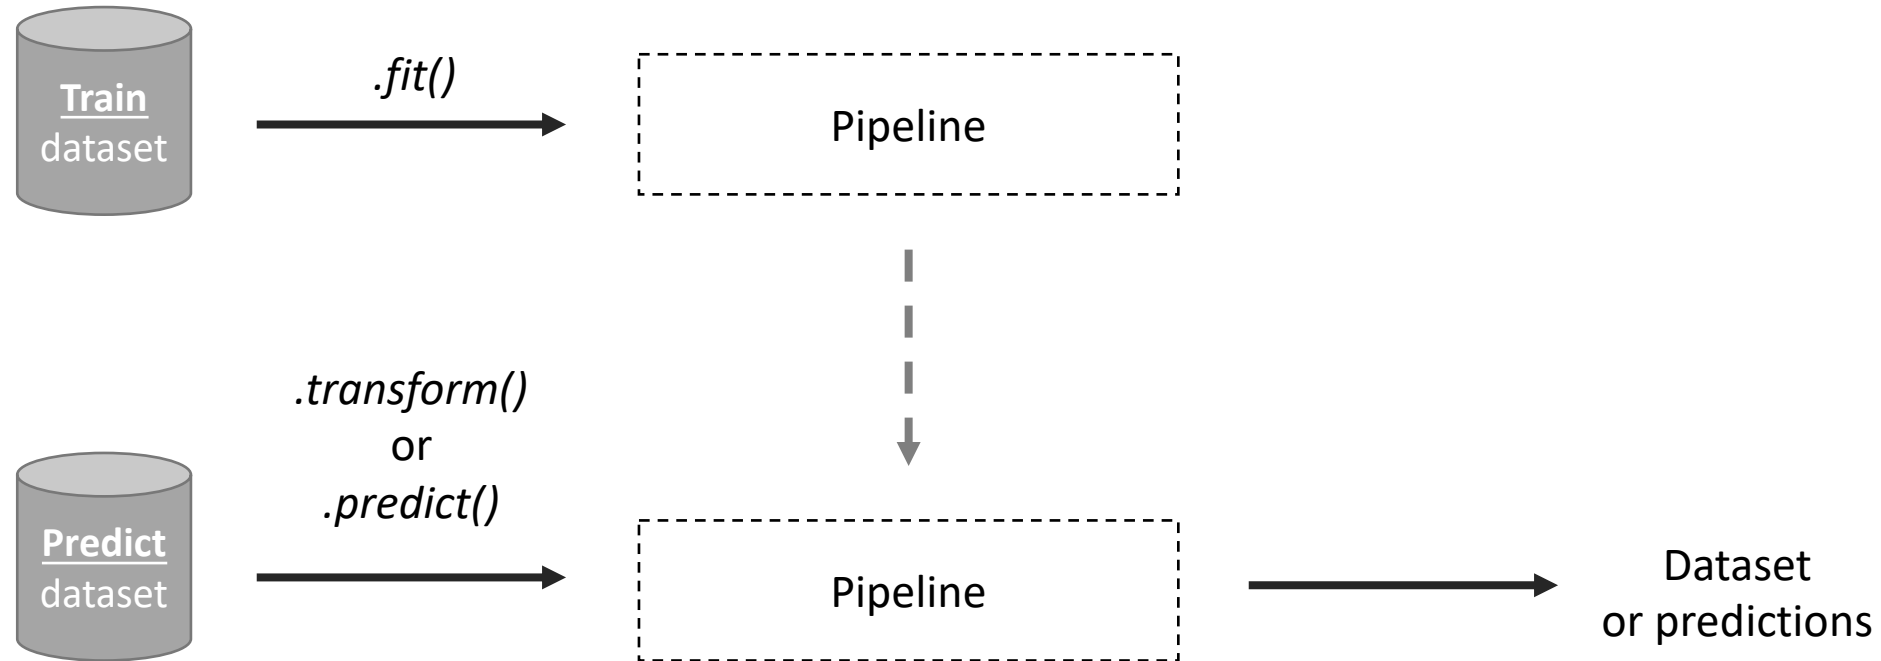 Train
dataset
.fit()
Pipeline
.transform()
or
.predict()
Predict
dataset
Pipeline
Dataset
or predictions